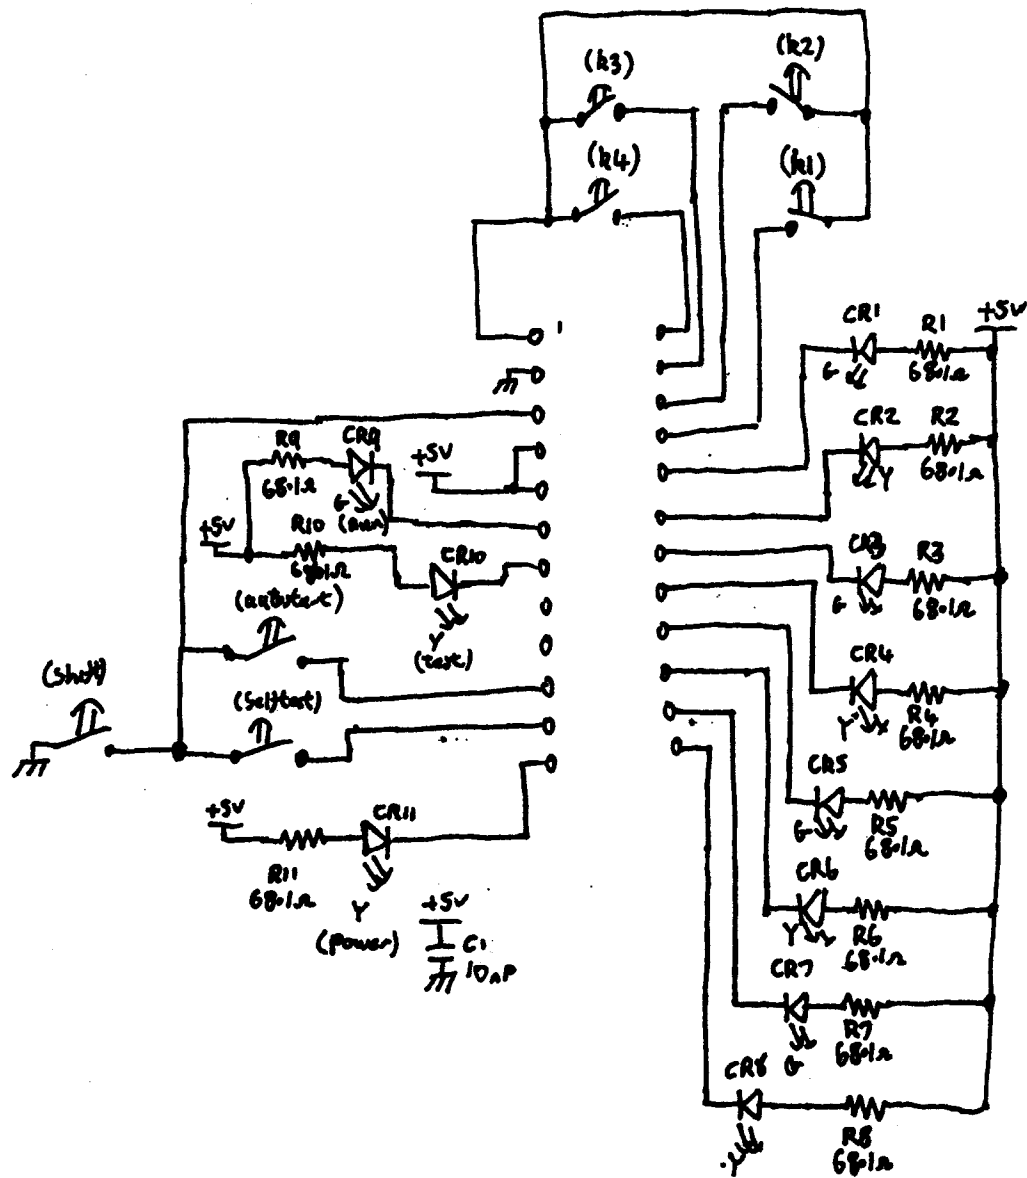 (k2)
(k3)
(k4)
(k1)
1
CR1
R1
+5V
G
68.1Ω
CR2
R2
Y
68.1Ω
R9
CR9
+5V
68.1Ω
G
(Run)
+5V
R10
68.1Ω
CR10
CR3
R3
G
68.1Ω
(autotest)
Y
(test)
(Shift)
(Selftest)
CR4
Y
R4
68.1Ω
CR5
G
R5
68.1Ω
+5V
CR11
R11
68.1Ω
Y
(power)
+5V
C1
CR6
Y
R6
68.1Ω
CR7
R7
G
68.1Ω
CR8
R8
68.1Ω